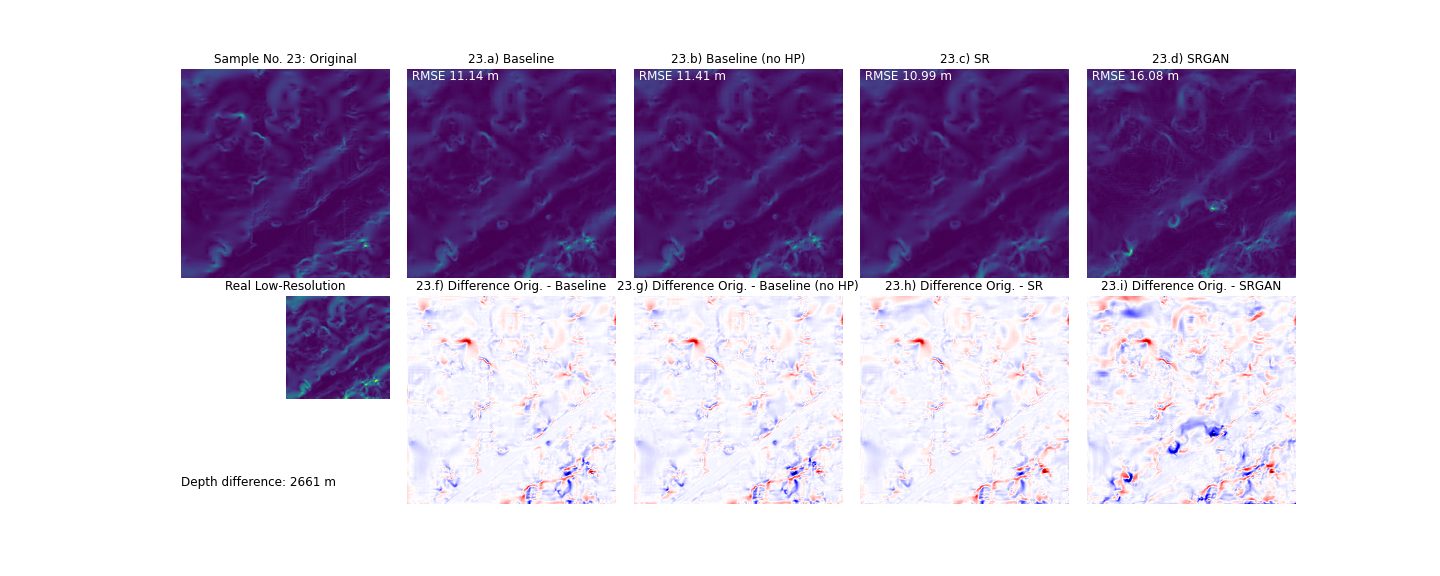 Sample No. 23: Original
23.a) Baseline
23.b) Baseline (no HP)
23.c) SR
23.d) SRGAN
RMSE 11.14 m
RMSE 11.41 m
RMSE 10.99 m
RMSE 16.08 m
Real Low-Resolution
23.f) Difference Orig. - Baseline
23.g) Difference Orig. - Baseline (no HP)
23.h) Difference Orig. - SR
23.i) Difference Orig. - SRGAN
Depth difference: 2661 m